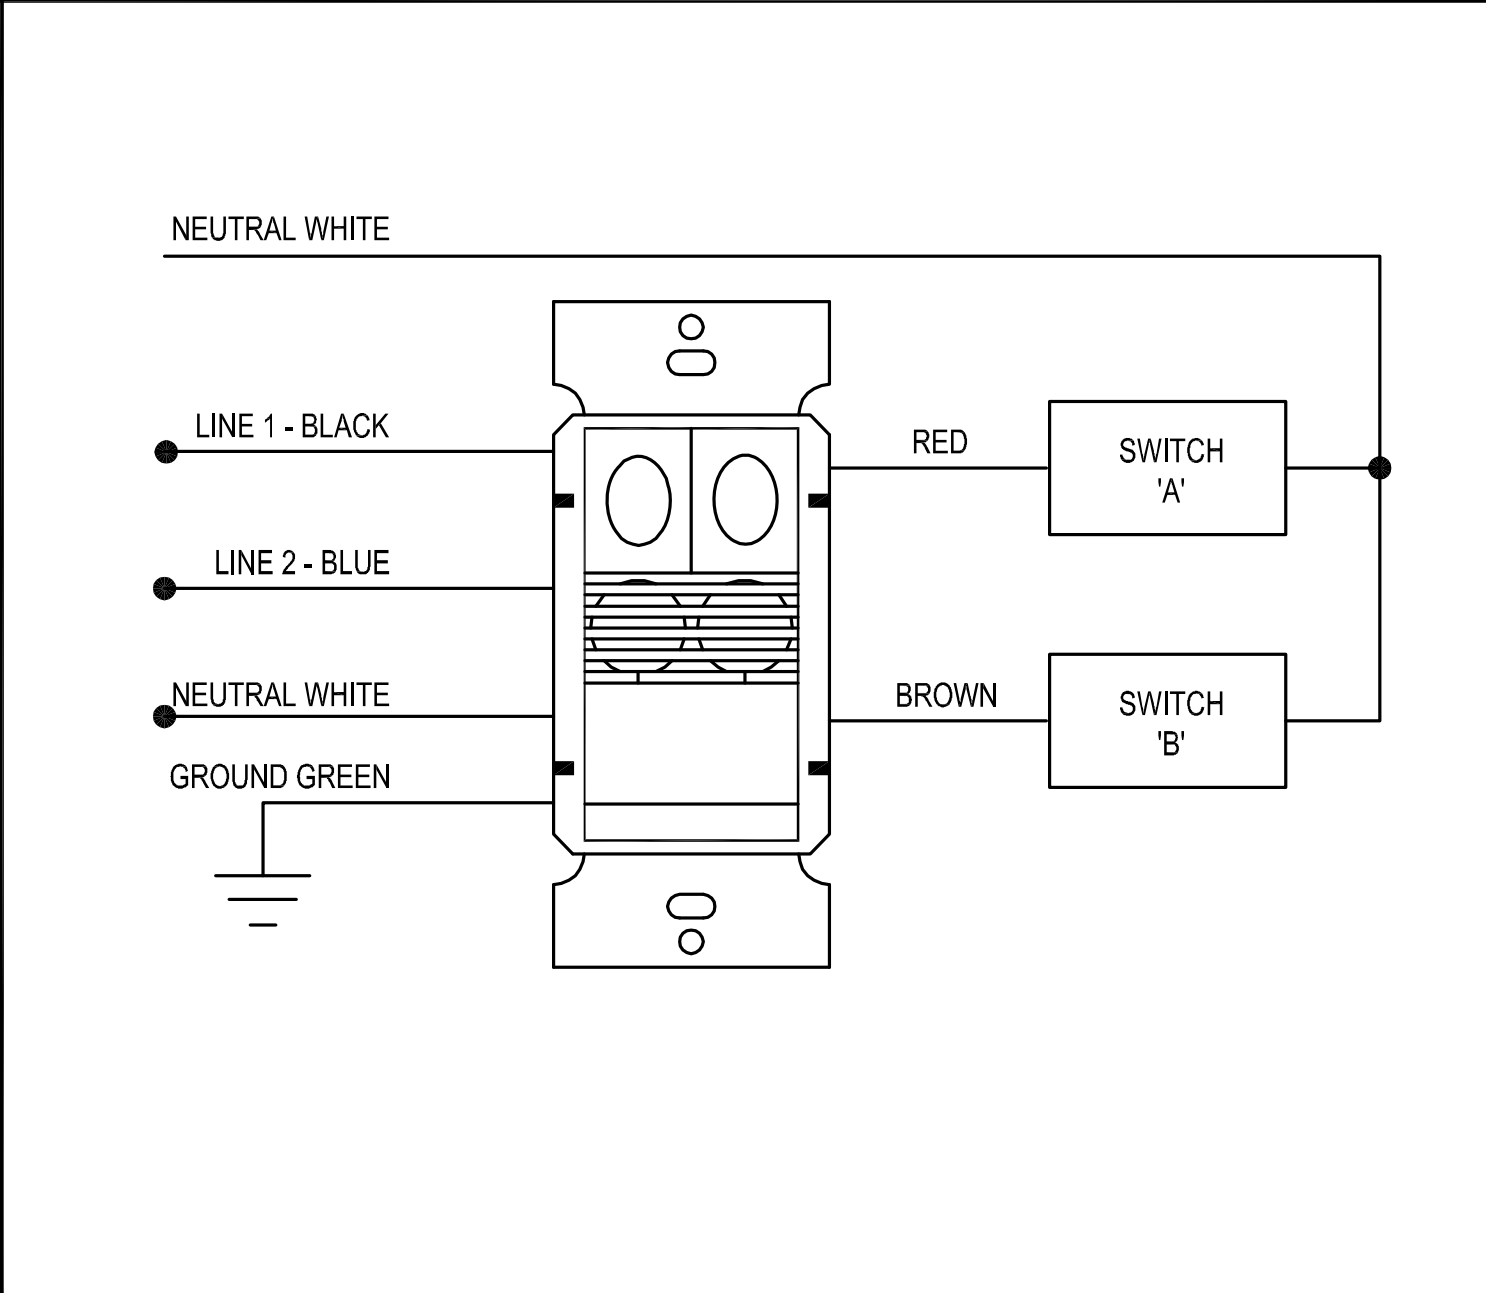 NEUTRAL WHITE
LINE 1 - BLACK
RED
SWITCH
'A'
LINE 2 - BLUE
NEUTRAL WHITE
BROWN
SWITCH
'B'
GROUND GREEN